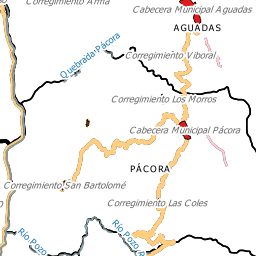 Corregimiento Arma
Cabecera Municipal Aguadas
AGUADAS
Corregimiento Viboral
Quebrada Pácora
Corregimiento Los Morros
Cabecera Municipal Pácora
PÁCORA
Corregimiento San Bartolomé
Corregimiento Las Coles
Río Pozo
Río Pozo